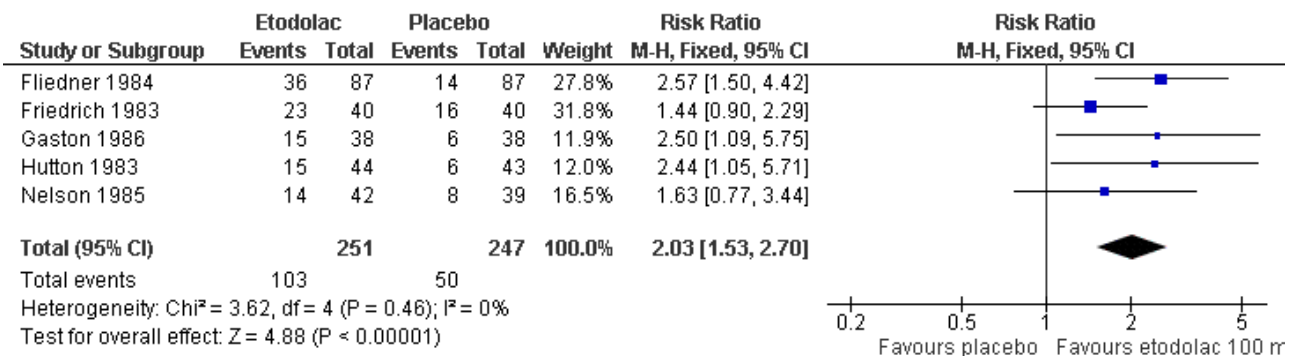 Etodolac Placebo Risk Ratio Risk Ratio
Study or Subgroup Events Total Events Total Weight M-H, Fixed, 95% CI M-H, Fixed, 95% CI
Fliedner 1984 36 87 14 87 27.8% 2.57 [1.50, 4.42]
Friedrich 1983 23 40 16 40 31.8% 1.44 [0.90, 2.29]
Gaston 1986 15 38 6 38 11.9% 2.50 [1.09, 5.75]
Hutton 1983 15 44 6 43 12.0% 2.44 [1.05, 5.71]
Nelson 1985 14 42 8 39 16.5% 1.63 [0.77, 3.44]
Total (95% CI) 251 247 100.0% 2.03 [1.53, 2.70]
Total events 103 50
Heterogeneity: Chi² = 3.62, df = 4 (P = 0.46); I² = 0%
Test for overall effect: Z = 4.88 (P < 0.00001)
0.2 0.5 1 2 5
Favours placebo Favours etodolac 100 m